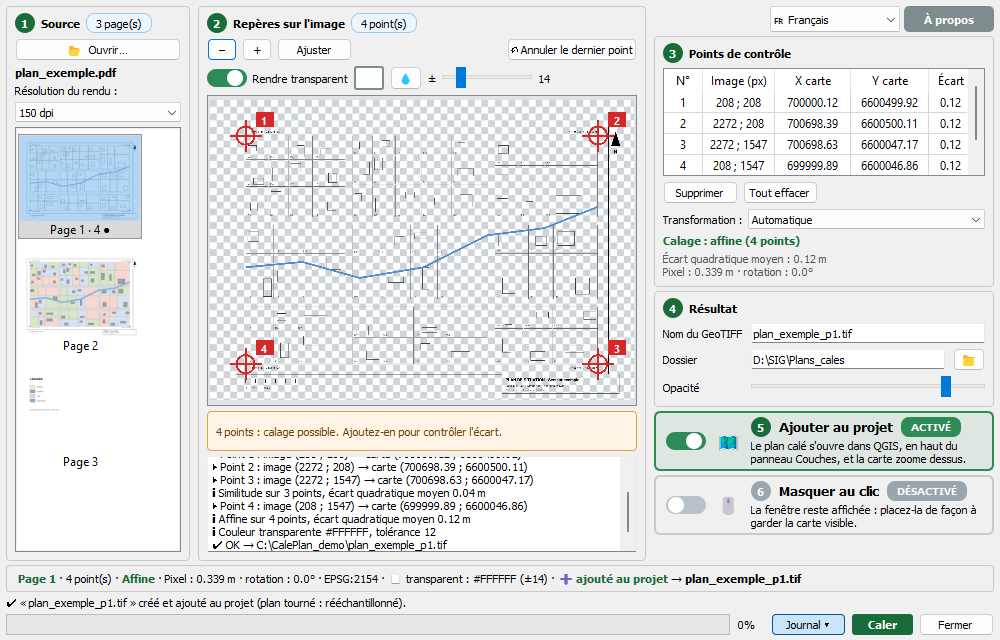 1 Source 3 page(s)
Ouvrir...
plan_exemple.pdf
Résolution du rendu :
150 dpi
Page 1 · 4 ●
Page 2
Page 3
2 Repères sur l'image 4 point(s)
− + Ajuster Annuler le dernier point
Rendre transparent ± 14
1
2
3
4
4 points : calage possible. Ajoutez-en pour contrôler l'écart.
Point 2 : image (2272 ; 208) → carte (700698.39 ; 6600500.11)
Point 3 : image (2272 ; 1547) → carte (700698.63 ; 6600047.17)
Similitude sur 3 points, écart quadratique moyen 0.04 m
Point 4 : image (208 ; 1547) → carte (699999.89 ; 6600046.86)
Affine sur 4 points, écart quadratique moyen 0.12 m
Couleur transparente #FFFFFF, tolérance 12
✔ OK → C:\CalePlan_demo\plan_exemple_p1.tif
FR Français
À propos
3 Points de contrôle
N° Image (px) X carte Y carte Écart
1 208 ; 208 700000.12 6600499.92 0.12
2 2272 ; 208 700698.39 6600500.11 0.12
3 2272 ; 1547 700698.63 6600047.17 0.12
4 208 ; 1547 699999.89 6600046.86 0.12
Supprimer Tout effacer
Transformation : Automatique
Calage : affine (4 points)
Écart quadratique moyen : 0.12 m
Pixel : 0.339 m · rotation : 0.0°
4 Résultat
Nom du GeoTIFF plan_exemple_p1.tif
Dossier D:\SIG\Plans_cales
Opacité
5 Ajouter au projet ACTIVÉ
Le plan calé s'ouvre dans QGIS, en haut du
panneau Couches, et la carte zoome dessus.
6 Masquer au clic DÉSACTIVÉ
La fenêtre reste affichée : placez-la de façon à
garder la carte visible.
Page 1 · 4 point(s) · Affine · Pixel : 0.339 m · rotation : 0.0° · EPSG:2154 · transparent : #FFFFFF (±14) · ajouté au projet → plan_exemple_p1.tif
✔ « plan_exemple_p1.tif » créé et ajouté au projet (plan tourné : rééchantillonné).
0% Journal ▾ Caler Fermer